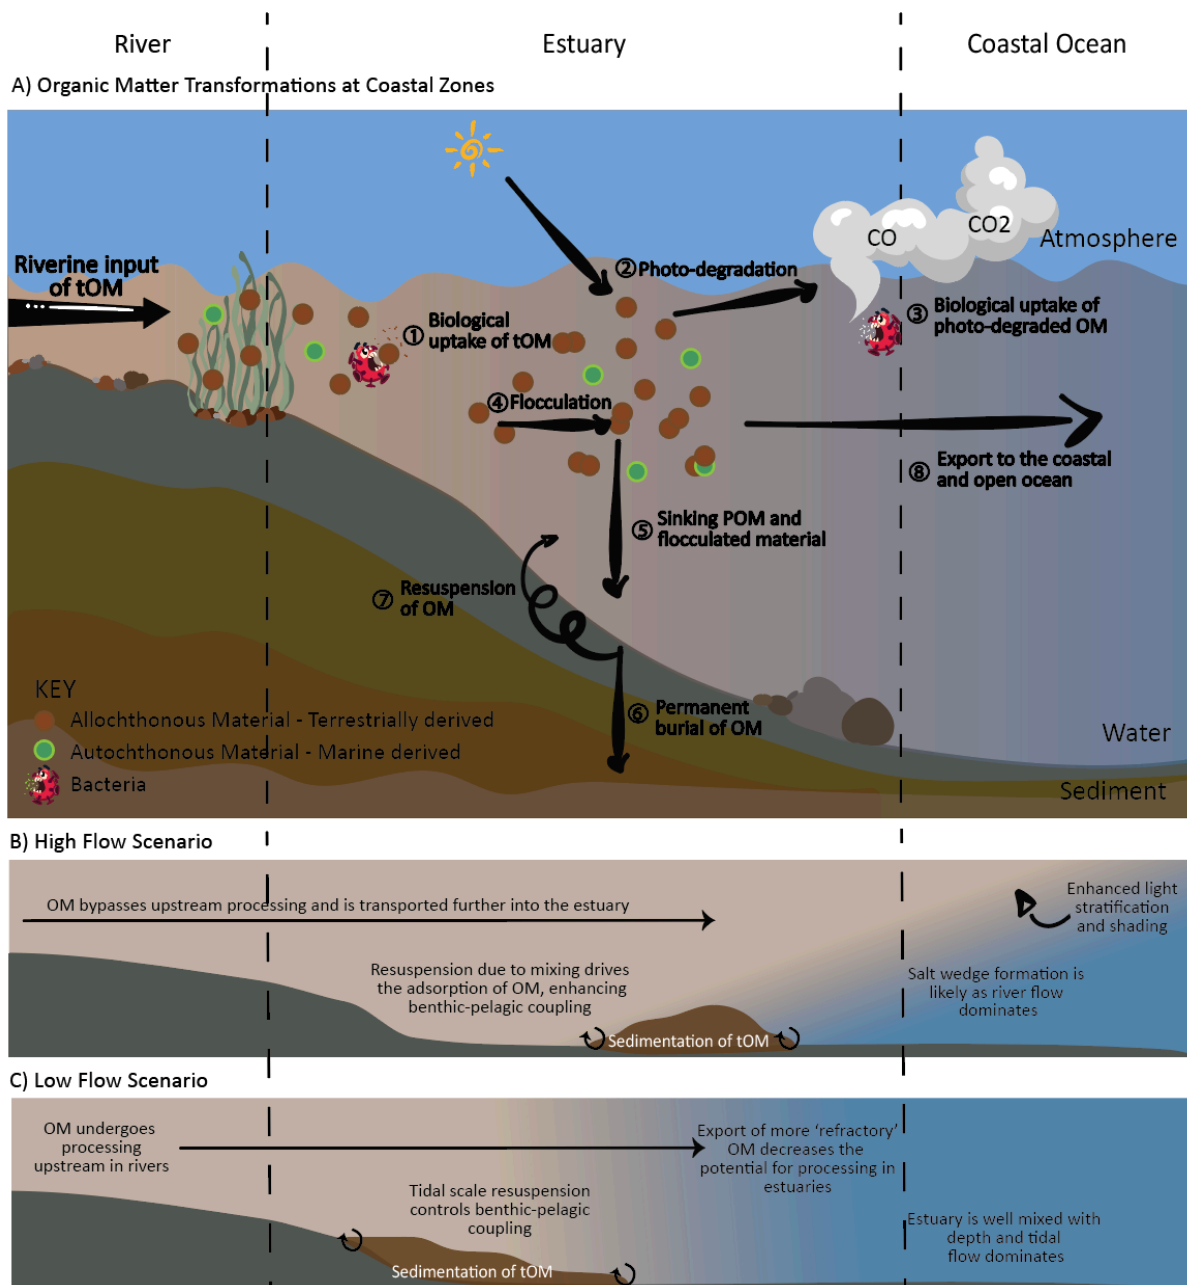 River
Estuary
Coastal Ocean
A) Organic Matter Transformations at Coastal Zones
CO
CO2
Atmosphere
Riverine input
of tOM
② Photo-degradation
① Biological
uptake of tOM
③ Biological uptake of
photo-degraded OM
④ Flocculation
⑧ Export to the coastal
and open ocean
⑤ Sinking POM and
flocculated material
⑦ Resuspension
of OM
⑥ Permanent
burial of OM
KEY
Allochthonous Material - Terrestrially derived
Autochthonous Material - Marine derived
Bacteria
Water
Sediment
B) High Flow Scenario
OM bypasses upstream processing and is transported further into the estuary
Enhanced light
stratification
and shading
Resuspension due to mixing drives
the adsorption of OM, enhancing
benthic-pelagic coupling
Salt wedge formation is
likely as river flow
dominates
Sedimentation of tOM
C) Low Flow Scenario
OM undergoes
processing
upstream in rivers
Export of more ‘refractory’
OM decreases the
potential for processing in
estuaries
Tidal scale resuspension
controls benthic-pelagic
coupling
Estuary is well mixed with
depth and tidal
flow dominates
Sedimentation of tOM